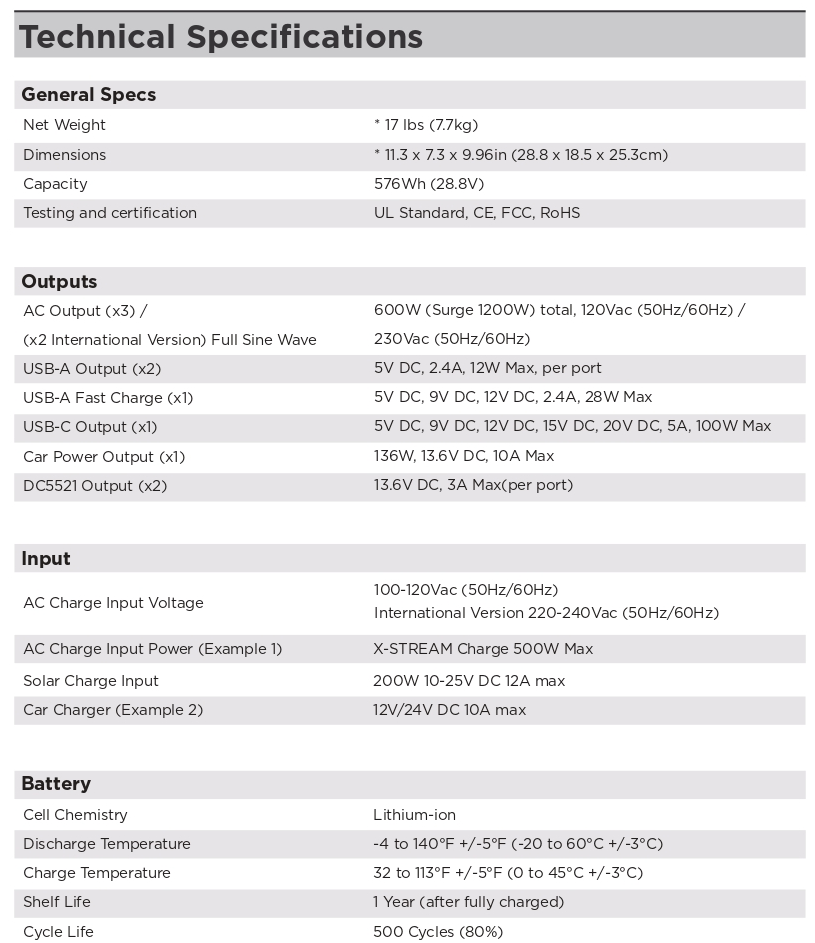 Technical Specifications
General Specs
Net Weight * 17 lbs (7.7kg)
Dimensions * 11.3 x 7.3 x 9.96in (28.8 x 18.5 x 25.3cm)
Capacity 576Wh (28.8V)
Testing and certification UL Standard, CE, FCC, RoHS
Outputs
AC Output (x3) / 600W (Surge 1200W) total, 120Vac (50Hz/60Hz) /
(x2 International Version) Full Sine Wave 230Vac (50Hz/60Hz)
USB-A Output (x2) 5V DC, 2.4A, 12W Max, per port
USB-A Fast Charge (x1) 5V DC, 9V DC, 12V DC, 2.4A, 28W Max
USB-C Output (x1) 5V DC, 9V DC, 12V DC, 15V DC, 20V DC, 5A, 100W Max
Car Power Output (x1) 136W, 13.6V DC, 10A Max
DC5521 Output (x2) 13.6V DC, 3A Max(per port)
Input
AC Charge Input Voltage 100-120Vac (50Hz/60Hz)
International Version 220-240Vac (50Hz/60Hz)
AC Charge Input Power (Example 1) X-STREAM Charge 500W Max
Solar Charge Input 200W 10-25V DC 12A max
Car Charger (Example 2) 12V/24V DC 10A max
Battery
Cell Chemistry Lithium-ion
Discharge Temperature -4 to 140°F +/-5°F (-20 to 60°C +/-3°C)
Charge Temperature 32 to 113°F +/-5°F (0 to 45°C +/-3°C)
Shelf Life 1 Year (after fully charged)
Cycle Life 500 Cycles (80%)